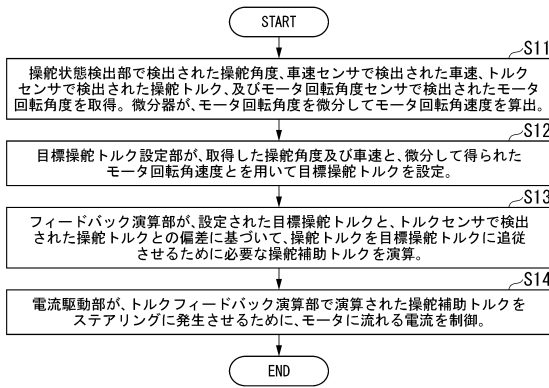 START
S11
操舵状態検出部で検出された操舵角度、車速センサで検出された車速、トルク
センサで検出された操舵トルク、及びモータ回転角度センサで検出されたモータ
回転角度を取得。微分器が、モータ回転角度を微分してモータ回転角速度を算出。
S12
目標操舵トルク設定部が、取得した操舵角度及び車速と、微分して得られた
モータ回転角速度とを用いて目標操舵トルクを設定。
S13
フィードバック演算部が、設定された目標操舵トルクと、トルクセンサで検出
された操舵トルクとの偏差に基づいて、操舵トルクを目標操舵トルクに追従
させるために必要な操舵補助トルクを演算。
S14
電流駆動部が、トルクフィードバック演算部で演算された操舵補助トルクを
ステアリングに発生させるために、モータに流れる電流を制御。
END